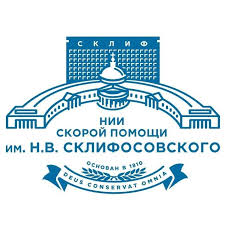 СКЛИФ
НИИ
СКОРОЙ ПОМОЩИ
ИМ. Н.В. СКЛИФОСОВСКОГО
ОСНОВАН В 1810
DEUS CONSERVAT OMNIA